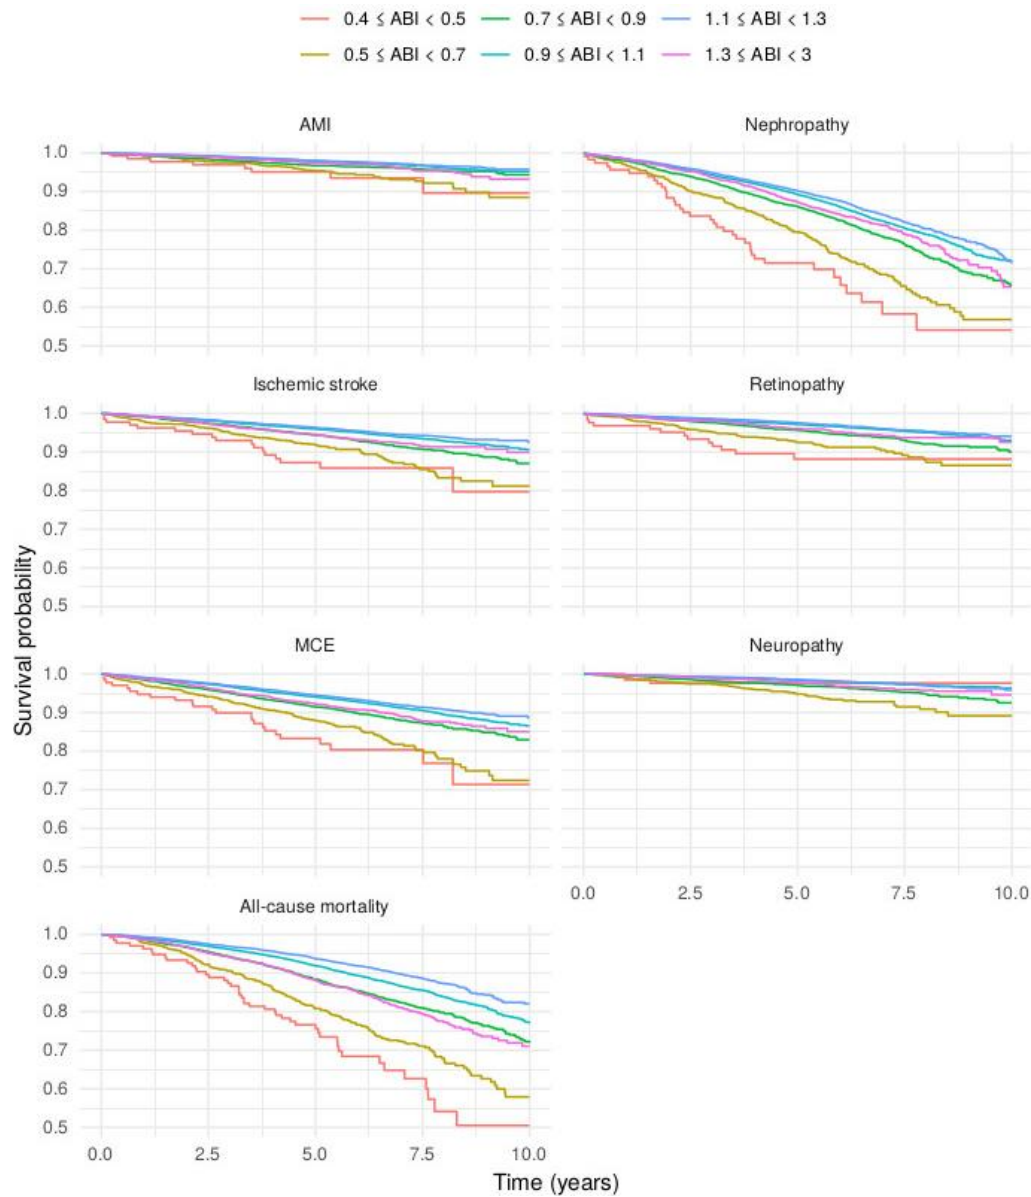 0.4 ≤ ABI < 0.5 0.7 ≤ ABI < 0.9 1.1 ≤ ABI < 1.3
0.5 ≤ ABI < 0.7 0.9 ≤ ABI < 1.1 1.3 ≤ ABI < 3
AMI Nephropathy
1.0
0.9
0.8
0.7
0.6
0.5
Ischemic stroke Retinopathy
1.0
0.9
0.8
0.7
0.6
0.5
Survival probability
MCE Neuropathy
1.0
0.9
0.8
0.7
0.6
0.5
0.0 2.5 5.0 7.5 10.0
All-cause mortality
1.0
0.9
0.8
0.7
0.6
0.5
0.0 2.5 5.0 7.5 10.0
Time (years)